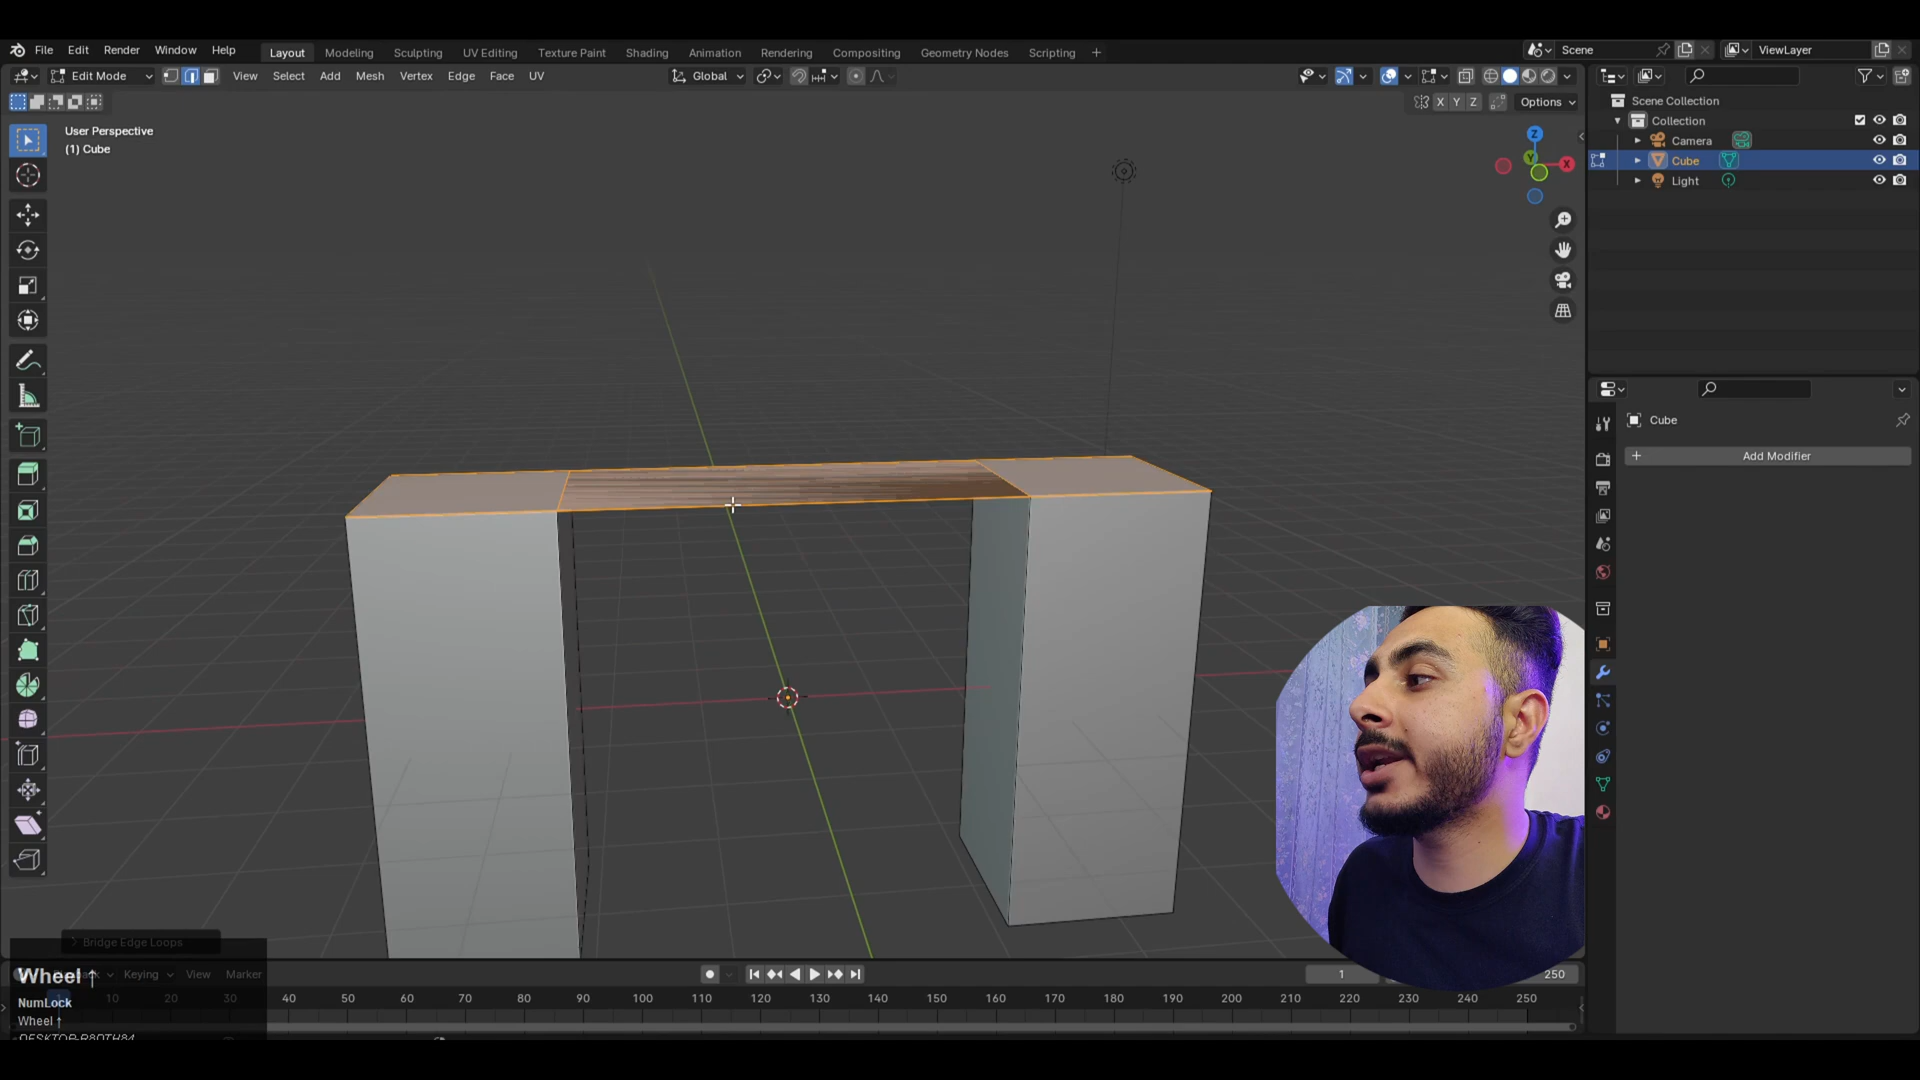 File Edit Render Window Help Layout Modeling Sculpting UV Editing Texture Paint Shading Animation Rendering Compositing Geometry Nodes Scripting + Scene ViewLayer
Edit Mode View Select Add Mesh Vertex Edge Face UV Global
X Y Z Options
User Perspective
(1) Cube
Z
Y
X
Scene Collection
Collection
Camera
Cube
Light
Cube
+ Add Modifier
Bridge Edge Loops
Keying View Marker 1 250
Wheel ↑
NumLock
Wheel ↑
10 20 30 40 50 60 70 80 90 100 110 120 130 140 150 160 170 180 190 200 210 220 230 240 250